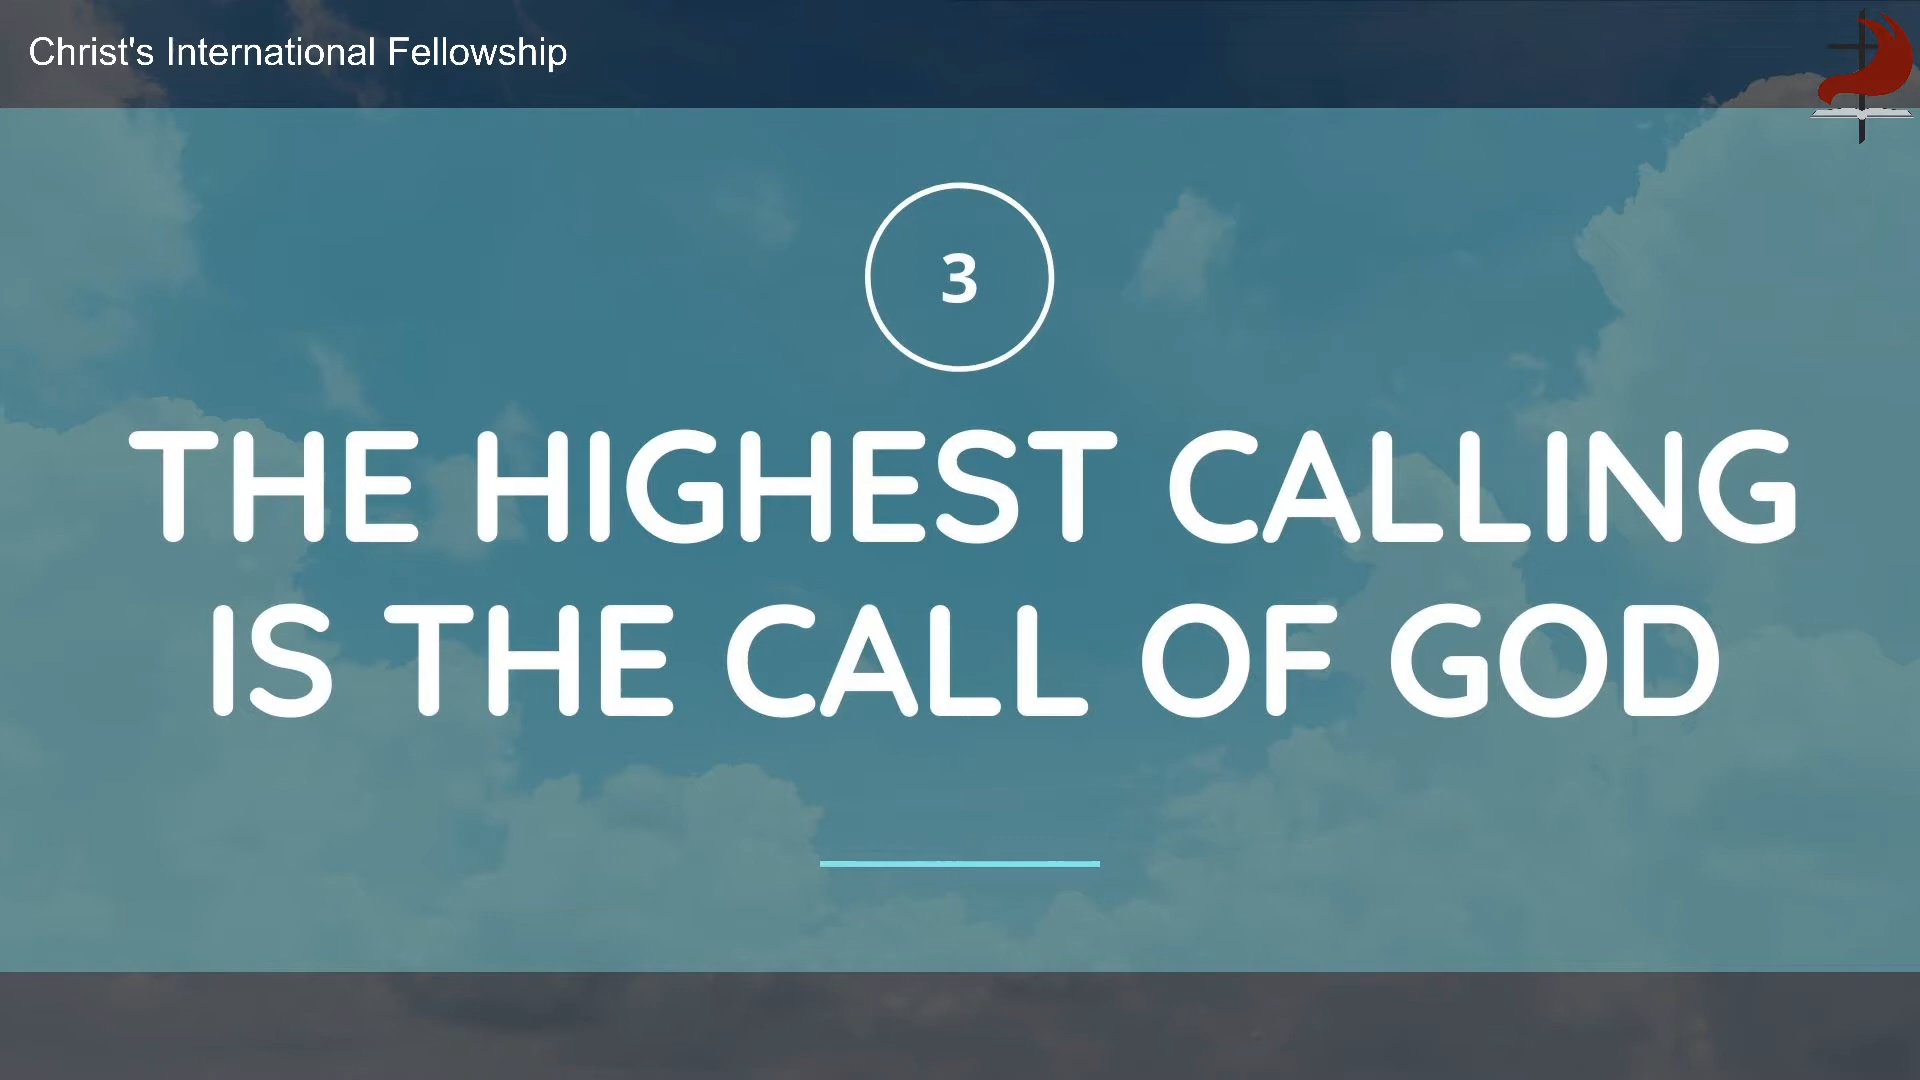 Christ's International Fellowship
3
THE HIGHEST CALLING
IS THE CALL OF GOD